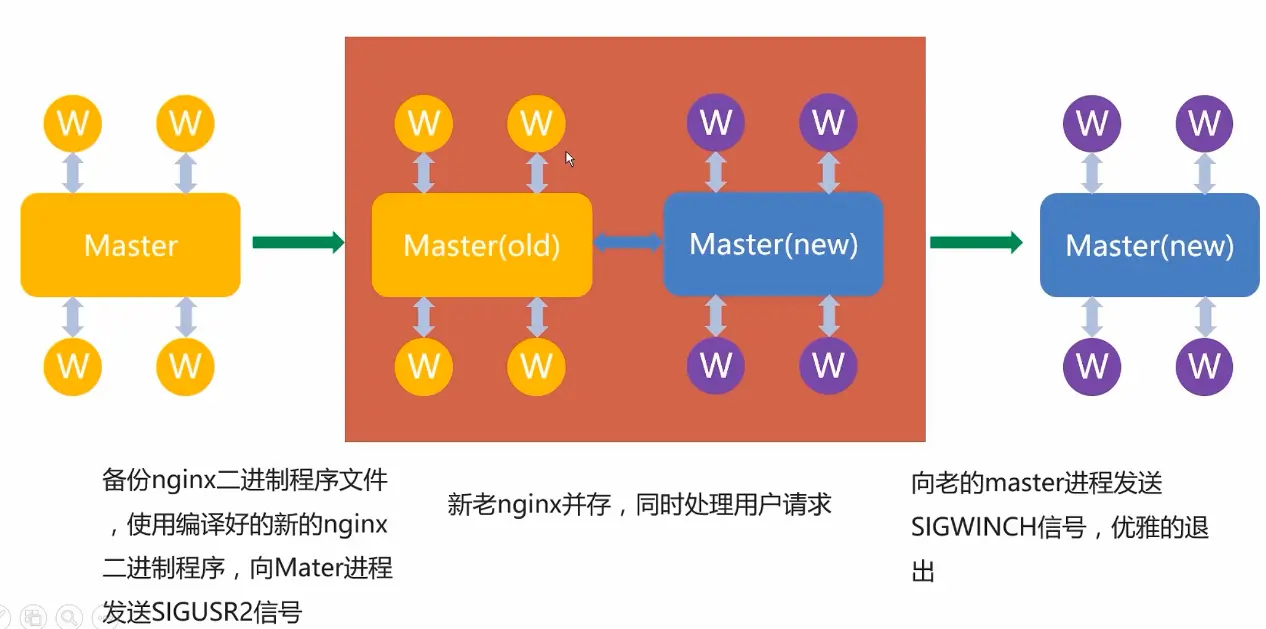 W W W W W W W W
Master Master(old) Master(new) Master(new)
W W W W W W W W
备份nginx二进制程序文件
，使用编译好的新的nginx
二进制程序，向Mater进程
发送SIGUSR2信号
新老nginx并存，同时处理用户请求
向老的master进程发送
SIGWINCH信号，优雅的退
出